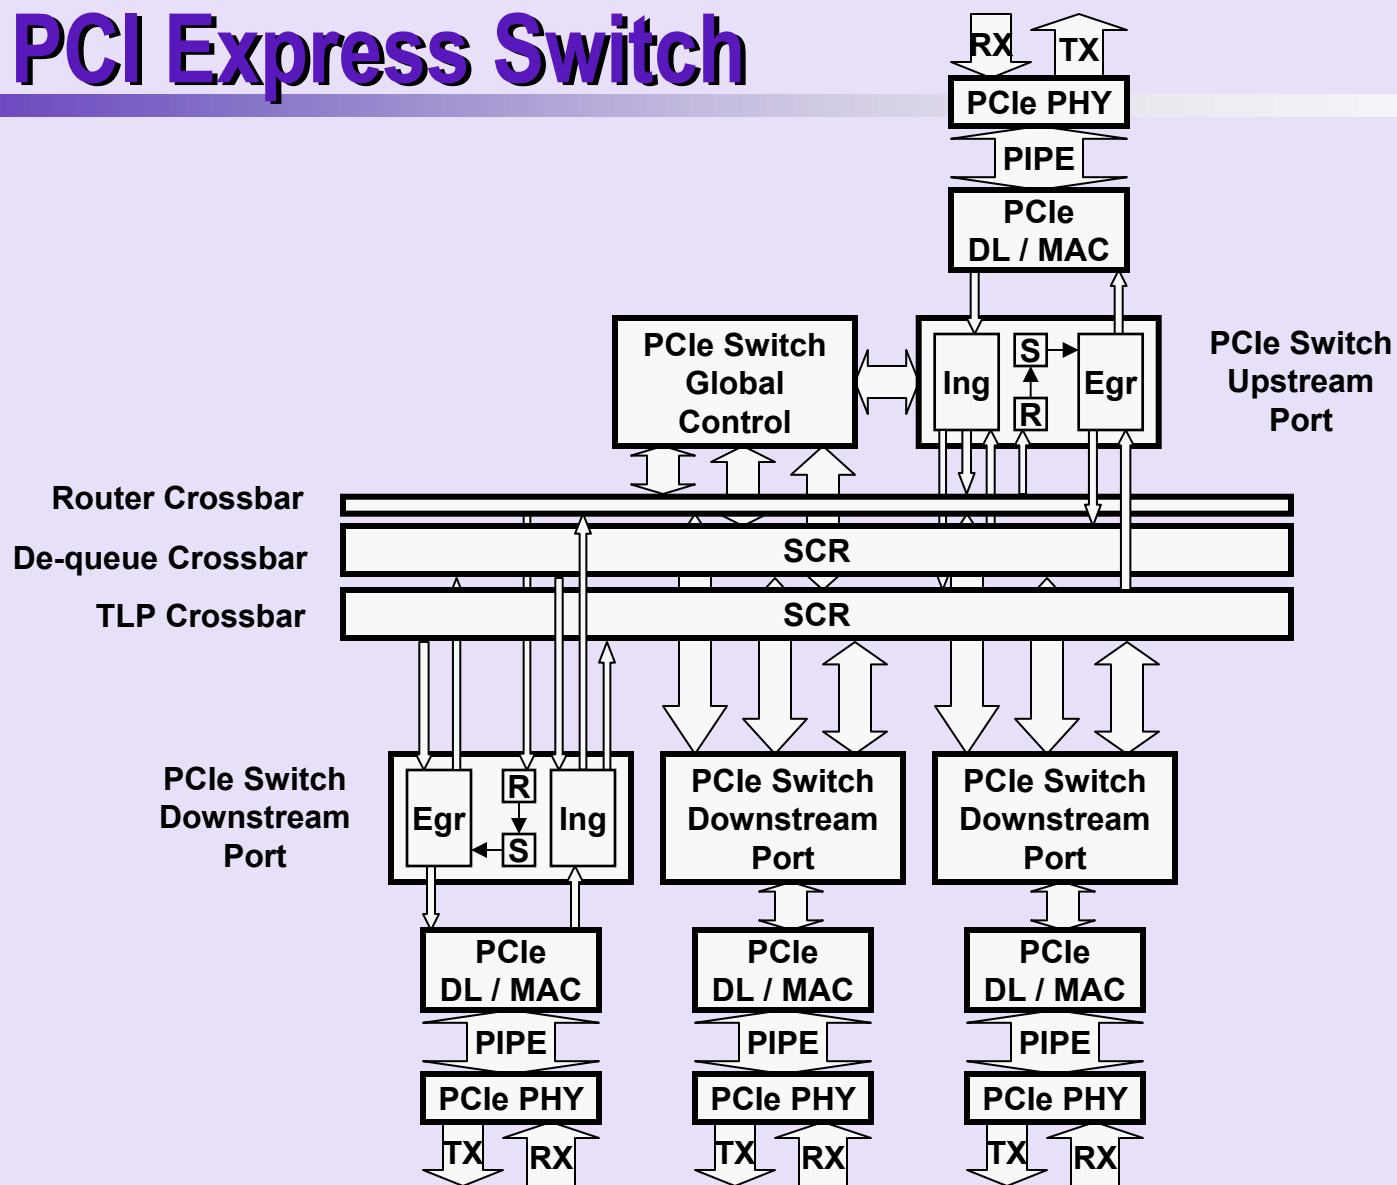 PCI Express Switch
RX
TX
PCIe PHY
PIPE
PCIe
DL / MAC
PCIe Switch
Global
Control
Ing
S
R
Egr
PCIe Switch
Upstream
Port
Router Crossbar
De-queue Crossbar
SCR
TLP Crossbar
SCR
PCIe Switch
Downstream
Port
Egr
R
S
Ing
PCIe Switch
Downstream
Port
PCIe Switch
Downstream
Port
PCIe
DL / MAC
PCIe
DL / MAC
PCIe
DL / MAC
PIPE
PIPE
PIPE
PCIe PHY
PCIe PHY
PCIe PHY
TX
RX
TX
RX
TX
RX